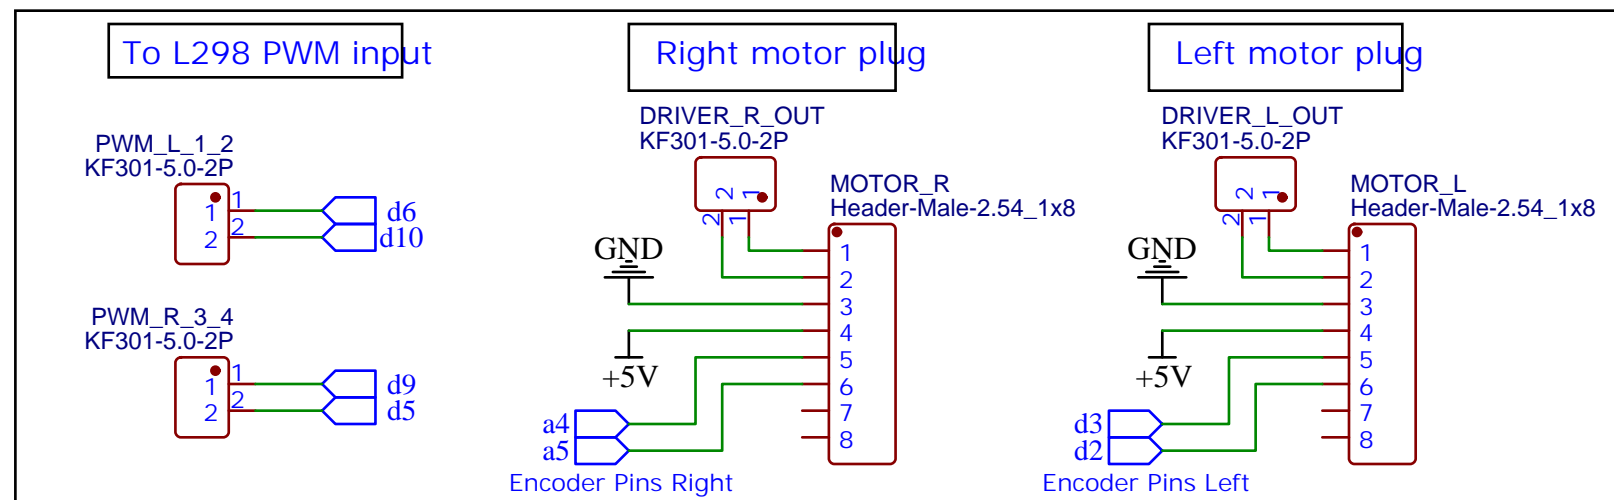 To L298 PWM input
PWM_L_1_2
KF301-5.0-2P
1 1 d6
2 2 d10
PWM_R_3_4
KF301-5.0-2P
1 1 d9
2 2 d5
Right motor plug
DRIVER_R_OUT
KF301-5.0-2P
2 1
2 1
MOTOR_R
Header-Male-2.54_1x8
GND
+5V
a4
a5
1
2
3
4
5
6
7
8
Encoder Pins Right
Left motor plug
DRIVER_L_OUT
KF301-5.0-2P
2 1
2 1
MOTOR_L
Header-Male-2.54_1x8
GND
+5V
d3
d2
1
2
3
4
5
6
7
8
Encoder Pins Left